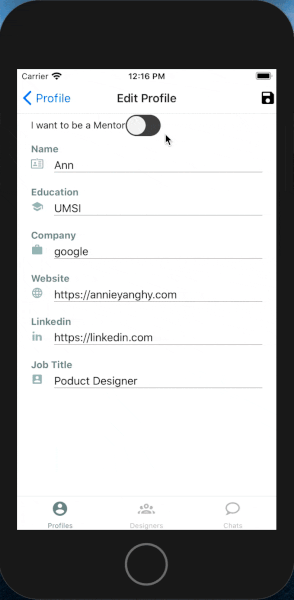 Carrier 12:16 PM
Profile Edit Profile
I want to be a Mentor
Name
Ann
Education
UMSI
Company
google
Website
https://annieyanghy.com
Linkedin
in https://linkedin.com
Job Title
Poduct Designer
Profiles Designers Chats